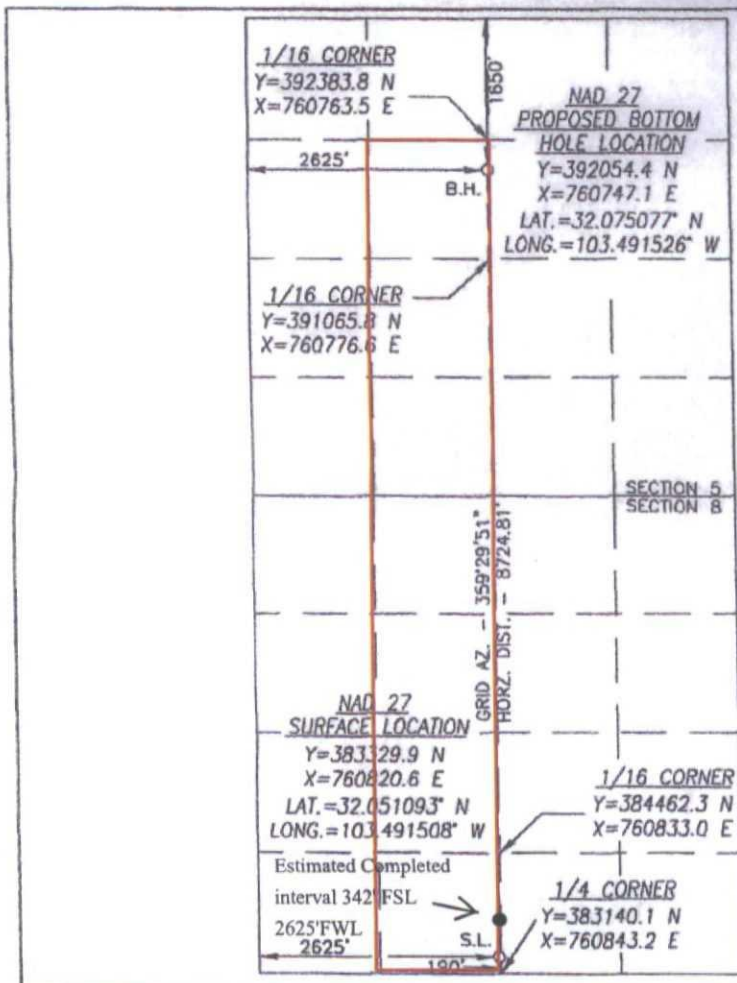 1/16 CORNER
Y=392383.8 N
X=760763.5 E
1650'
NAD 27
PROPOSED BOTTOM
HOLE LOCATION
Y=392054.4 N
X=760747.1 E
LAT.=32.075077° N
LONG.=103.491526° W
2625'
B.H.
1/16 CORNER
Y=391065.8 N
X=760776.6 E
SECTION 5
SECTION 8
GRID AZ. - 359°29'51"
HORZ. DIST. - 8724.81'
NAD 27
SURFACE LOCATION
Y=383329.9 N
X=760820.6 E
LAT.=32.051093° N
LONG.=103.491508° W
1/16 CORNER
Y=384462.3 N
X=760833.0 E
Estimated Completed
interval 342' FSL
2625'FWL
1/4 CORNER
Y=383140.1 N
X=760843.2 E
2625'
S.L.
190'